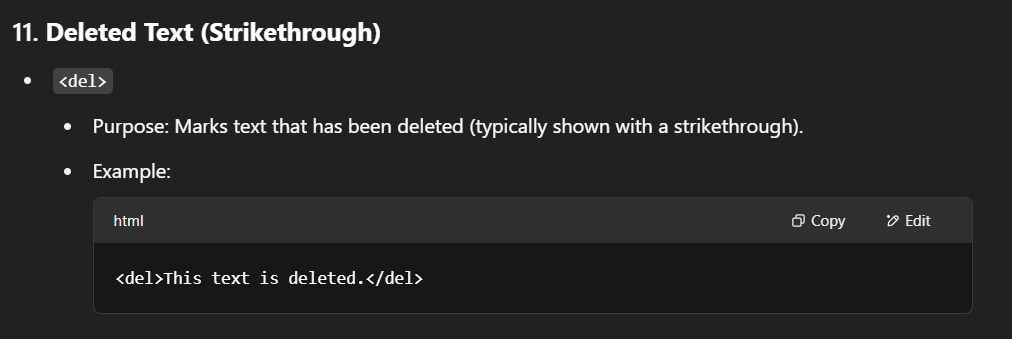 11. Deleted Text (Strikethrough)
<del>
Purpose: Marks text that has been deleted (typically shown with a strikethrough).
Example:
html Copy Edit
<del>This text is deleted.</del>